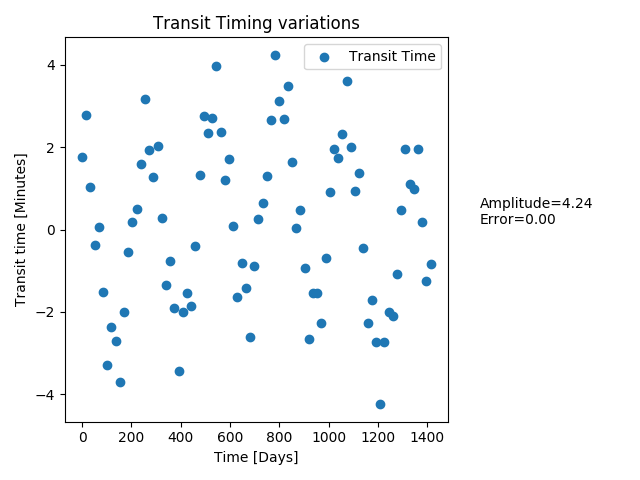 Transit Timing variations
Transit Time
4
2
0
−2
−4
Transit time [Minutes]
0
200
400
600
800
1000
1200
1400
Time [Days]
Amplitude=4.24
Error=0.00